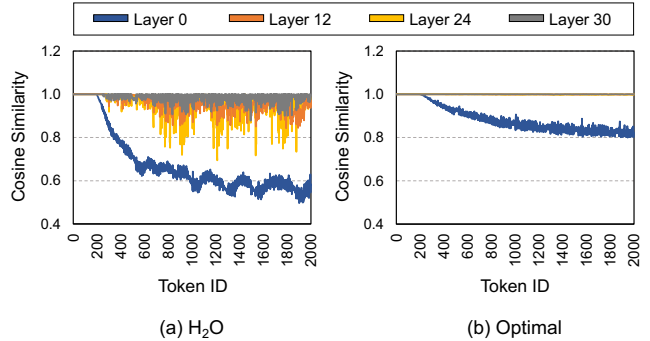 Layer 0 Layer 12 Layer 24 Layer 30
Cosine Similarity
1.2
1.0
0.8
0.6
0.4
0 200 400 600 800 1000 1200 1400 1600 1800 2000
Token ID
(a) H₂O
Cosine Similarity
1.2
1.0
0.8
0.6
0.4
0 200 400 600 800 1000 1200 1400 1600 1800 2000
Token ID
(b) Optimal